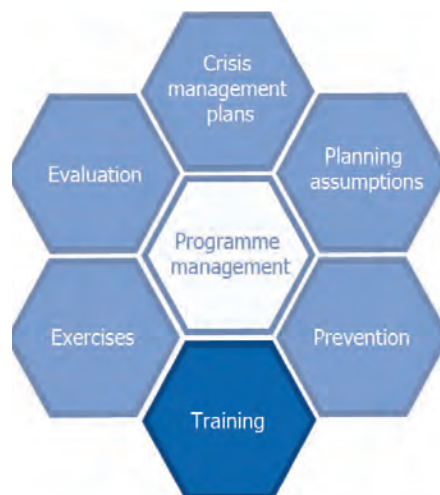 Crisis
management
plans
Evaluation
Planning
assumptions
Programme
management
Exercises
Prevention
Training